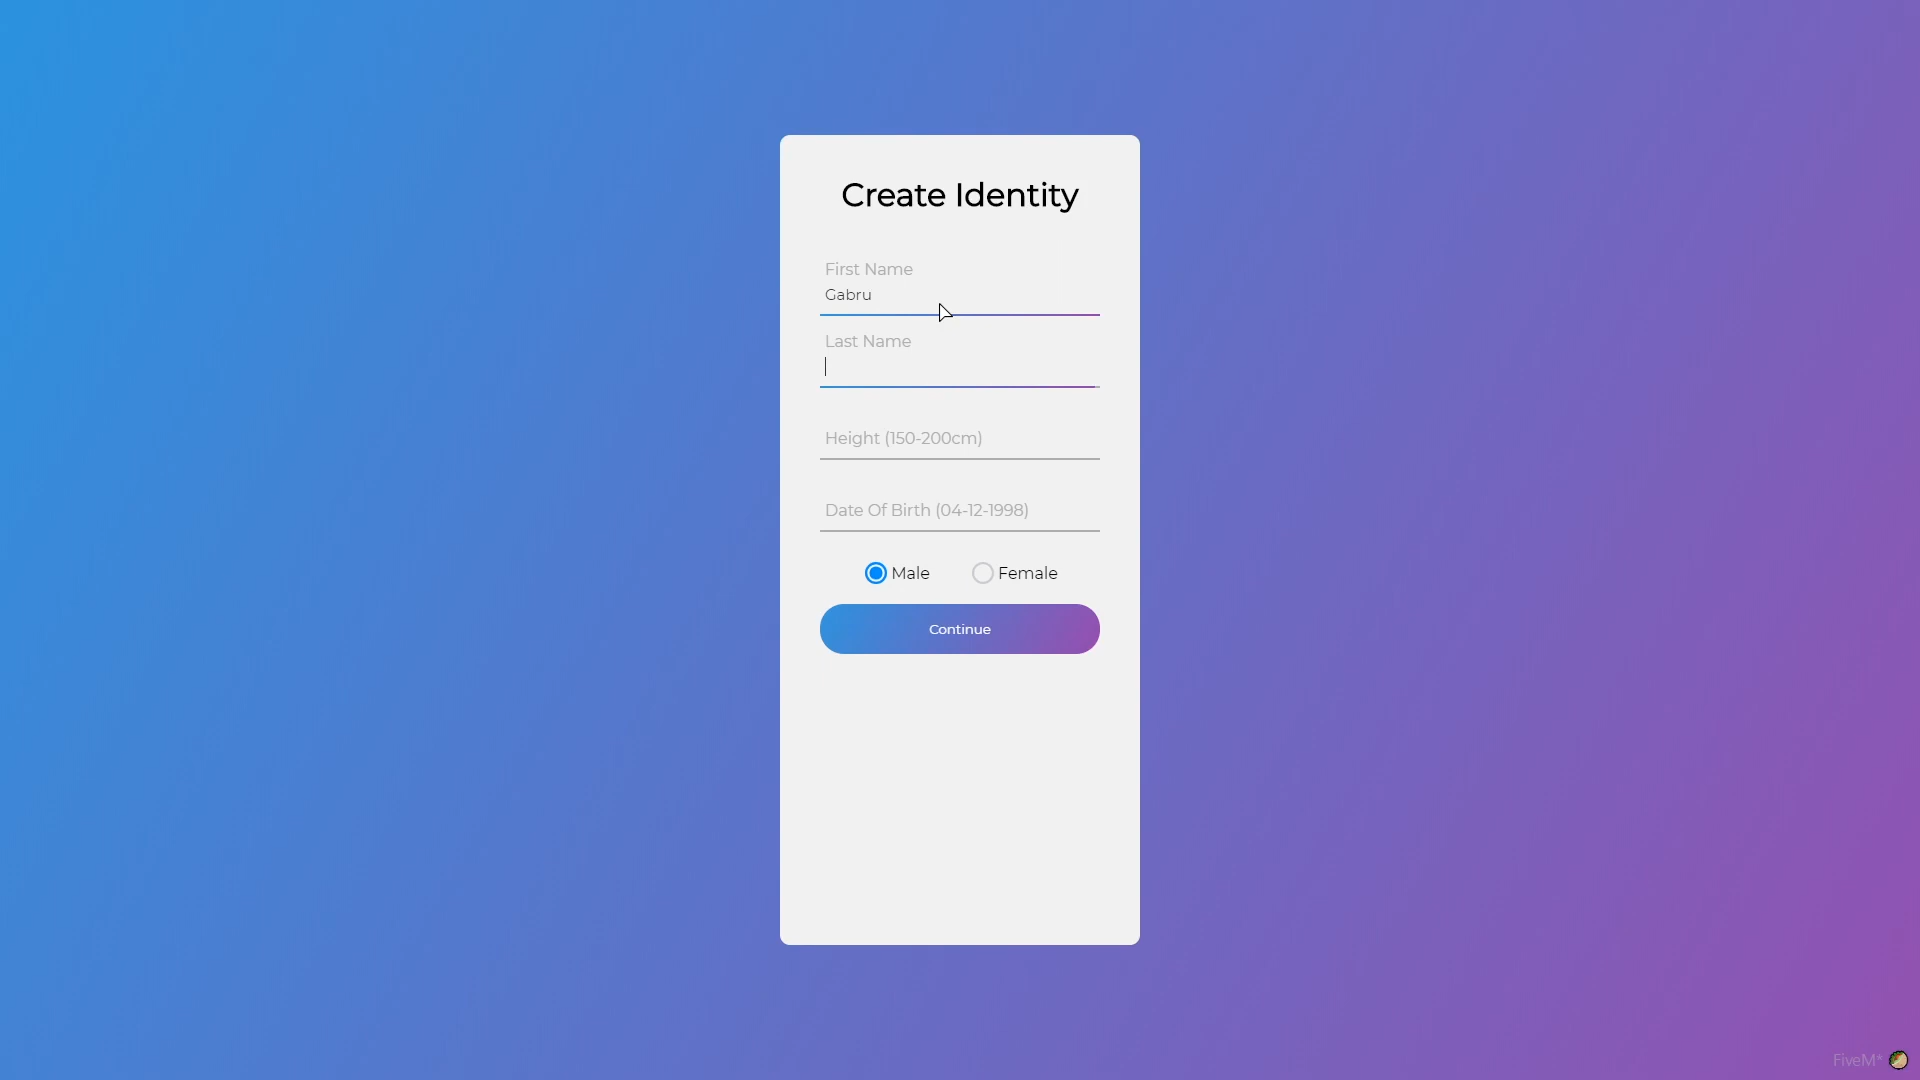 Create Identity
First Name
Gabru
Last Name
Height (150-200cm)
Date Of Birth (04-12-1998)
Male Female
Continue
FiveM*